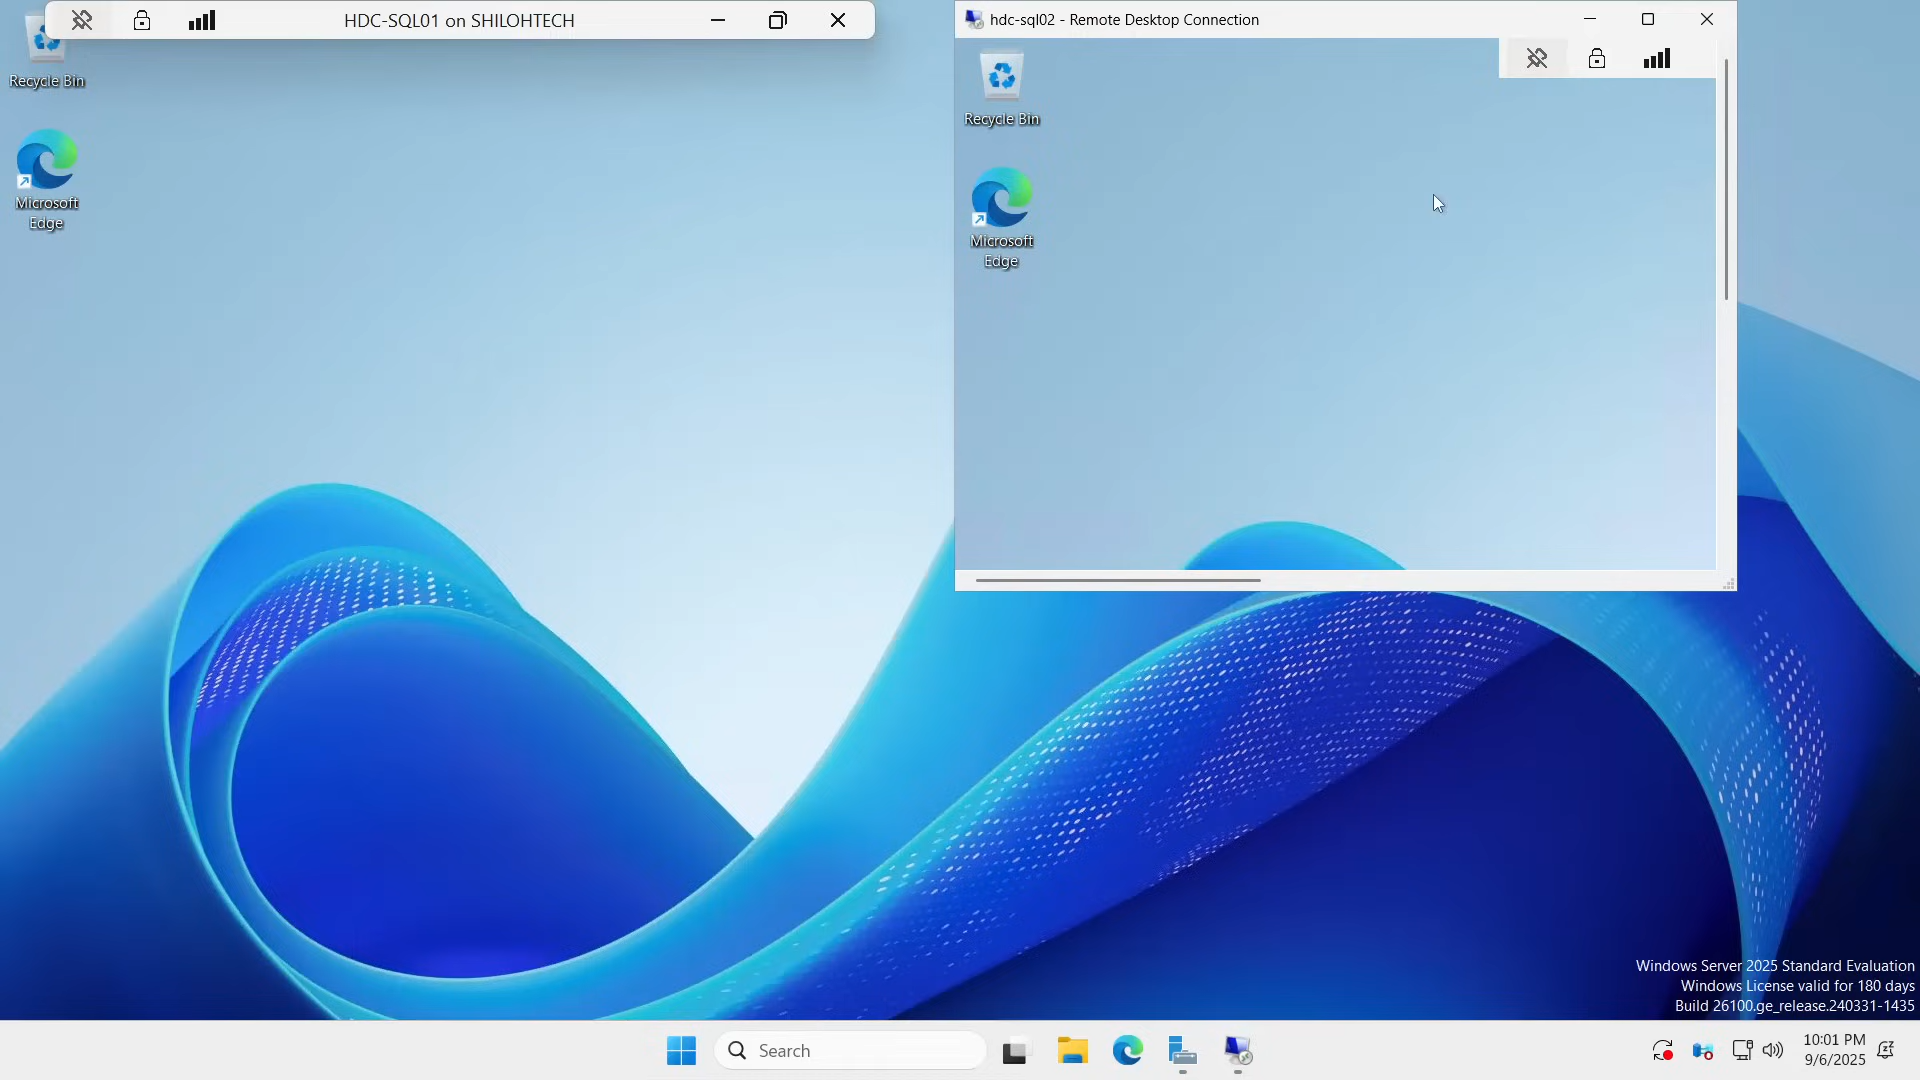 HDC-SQL01 on SHILOHTECH
hdc-sql02 - Remote Desktop Connection
Recycle Bin
Microsoft
Edge
Recycle Bin
Microsoft
Edge
Windows Server 2025 Standard Evaluation
Windows License valid for 180 days
Build 26100.ge_release.240331-1435
Search
10:01 PM
9/6/2025